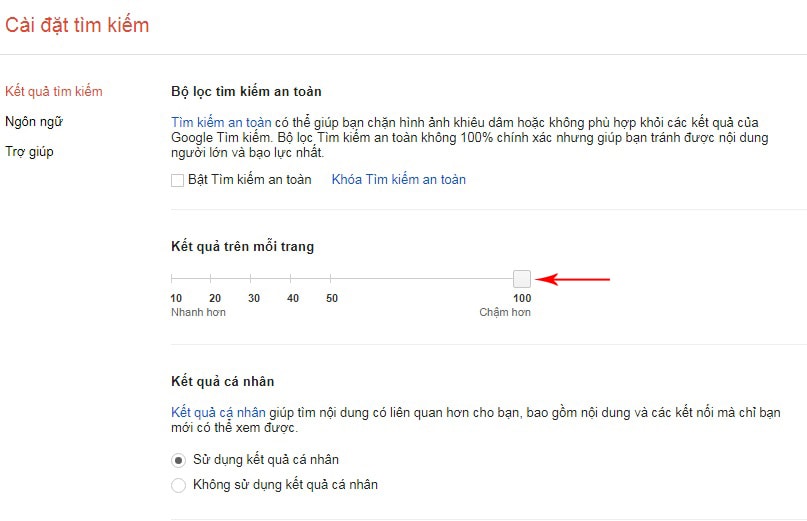 Cài đặt tìm kiếm
Kết quả tìm kiếm
Ngôn ngữ
Trợ giúp
Bộ lọc tìm kiếm an toàn
Tìm kiếm an toàn có thể giúp bạn chặn hình ảnh khiêu dâm hoặc không phù hợp khỏi các kết quả của
Google Tìm kiếm. Bộ lọc Tìm kiếm an toàn không 100% chính xác nhưng giúp bạn tránh được nội dung
người lớn và bạo lực nhất.
Bật Tìm kiếm an toàn Khóa Tìm kiếm an toàn
Kết quả trên mỗi trang
10 20 30 40 50 100
Nhanh hơn Chậm hơn
Kết quả cá nhân
Kết quả cá nhân giúp tìm nội dung có liên quan hơn cho bạn, bao gồm nội dung và các kết nối mà chỉ bạn
mới có thể xem được.
Sử dụng kết quả cá nhân
Không sử dụng kết quả cá nhân